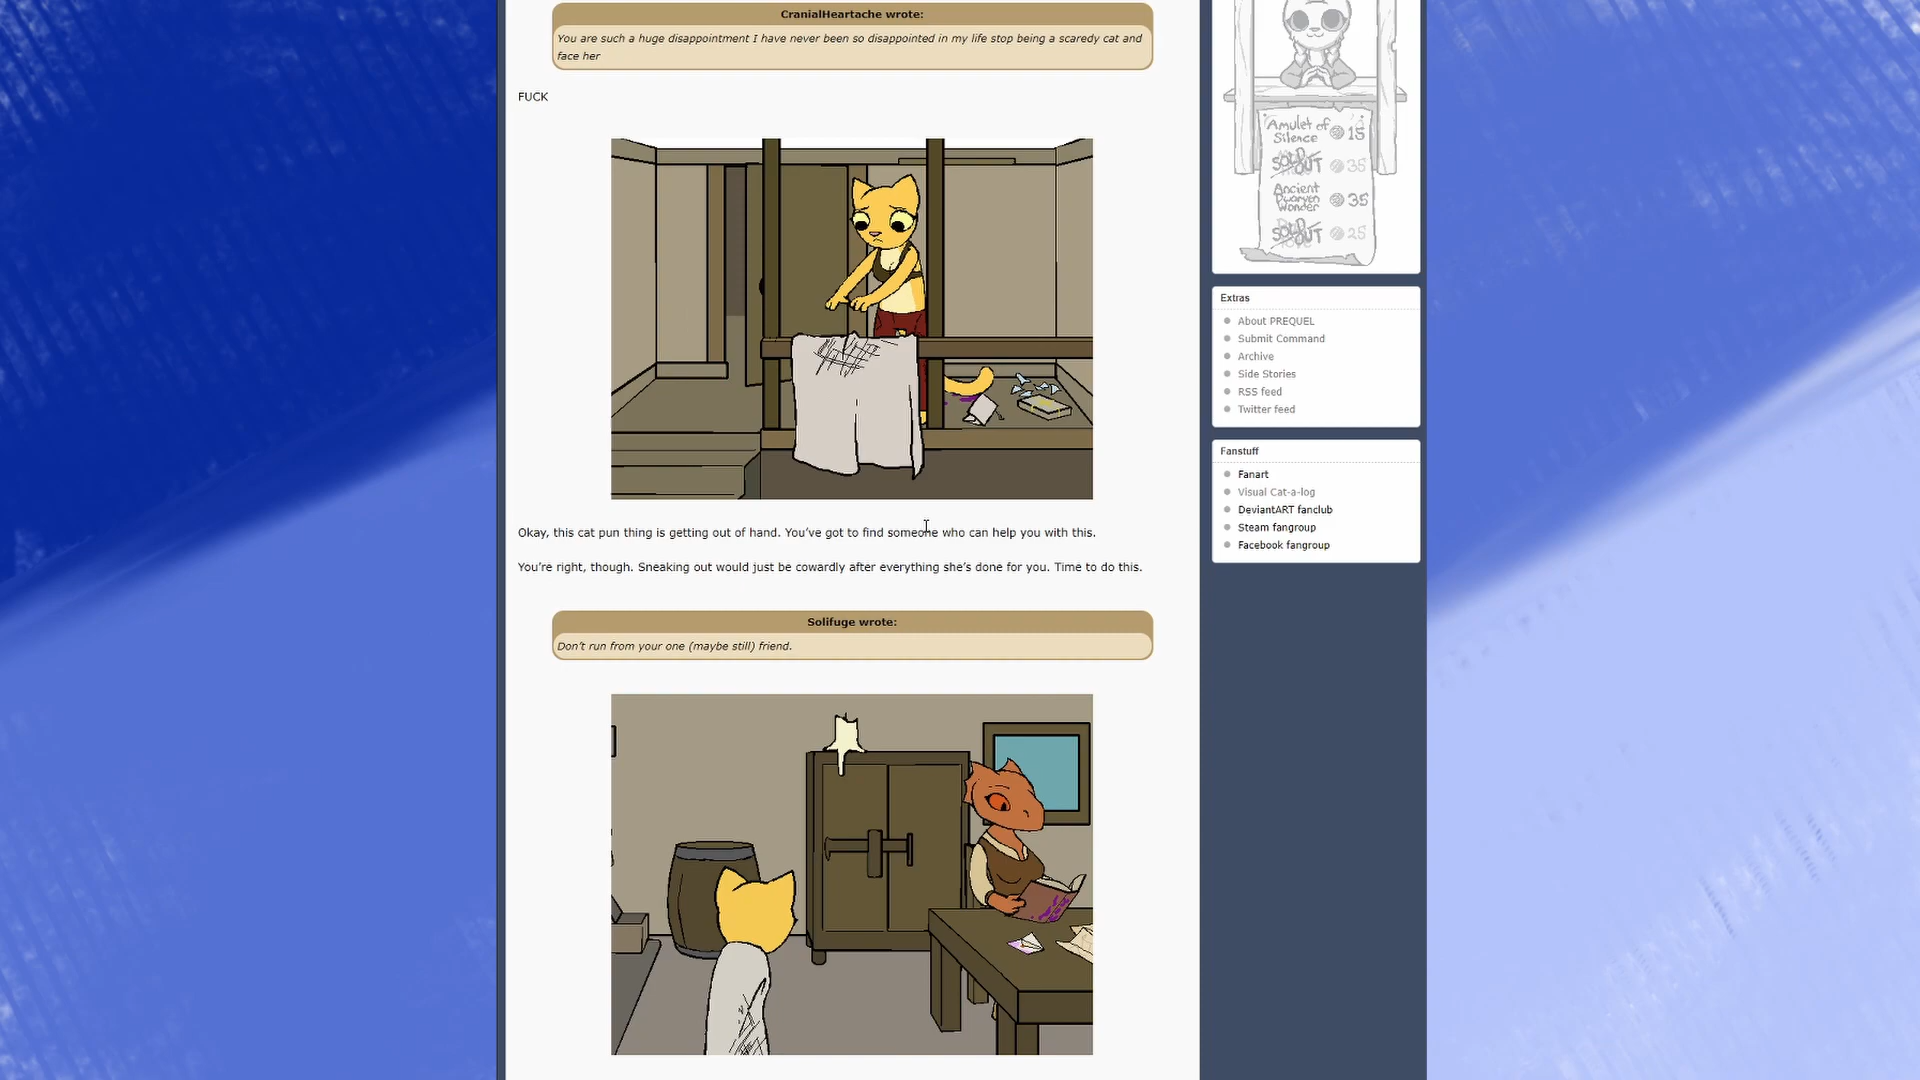 CranialHeartache wrote:
You are such a huge disappointment I have never been so disappointed in my life stop being a scaredy cat and
face her
FUCK
Okay, this cat pun thing is getting out of hand. You've got to find someone who can help you with this.
You're right, though. Sneaking out would just be cowardly after everything she's done for you. Time to do this.
Solifuge wrote:
Don't run from your one (maybe still) friend.
Amulet of
Silence 15
SOLD OUT 35
Ancient
Dwarven
Wonder 35
SOLD OUT 25
Extras
About PREQUEL
Submit Command
Archive
Side Stories
RSS feed
Twitter feed
Fanstuff
Fanart
Visual Cat-a-log
DeviantART fanclub
Steam fangroup
Facebook fangroup